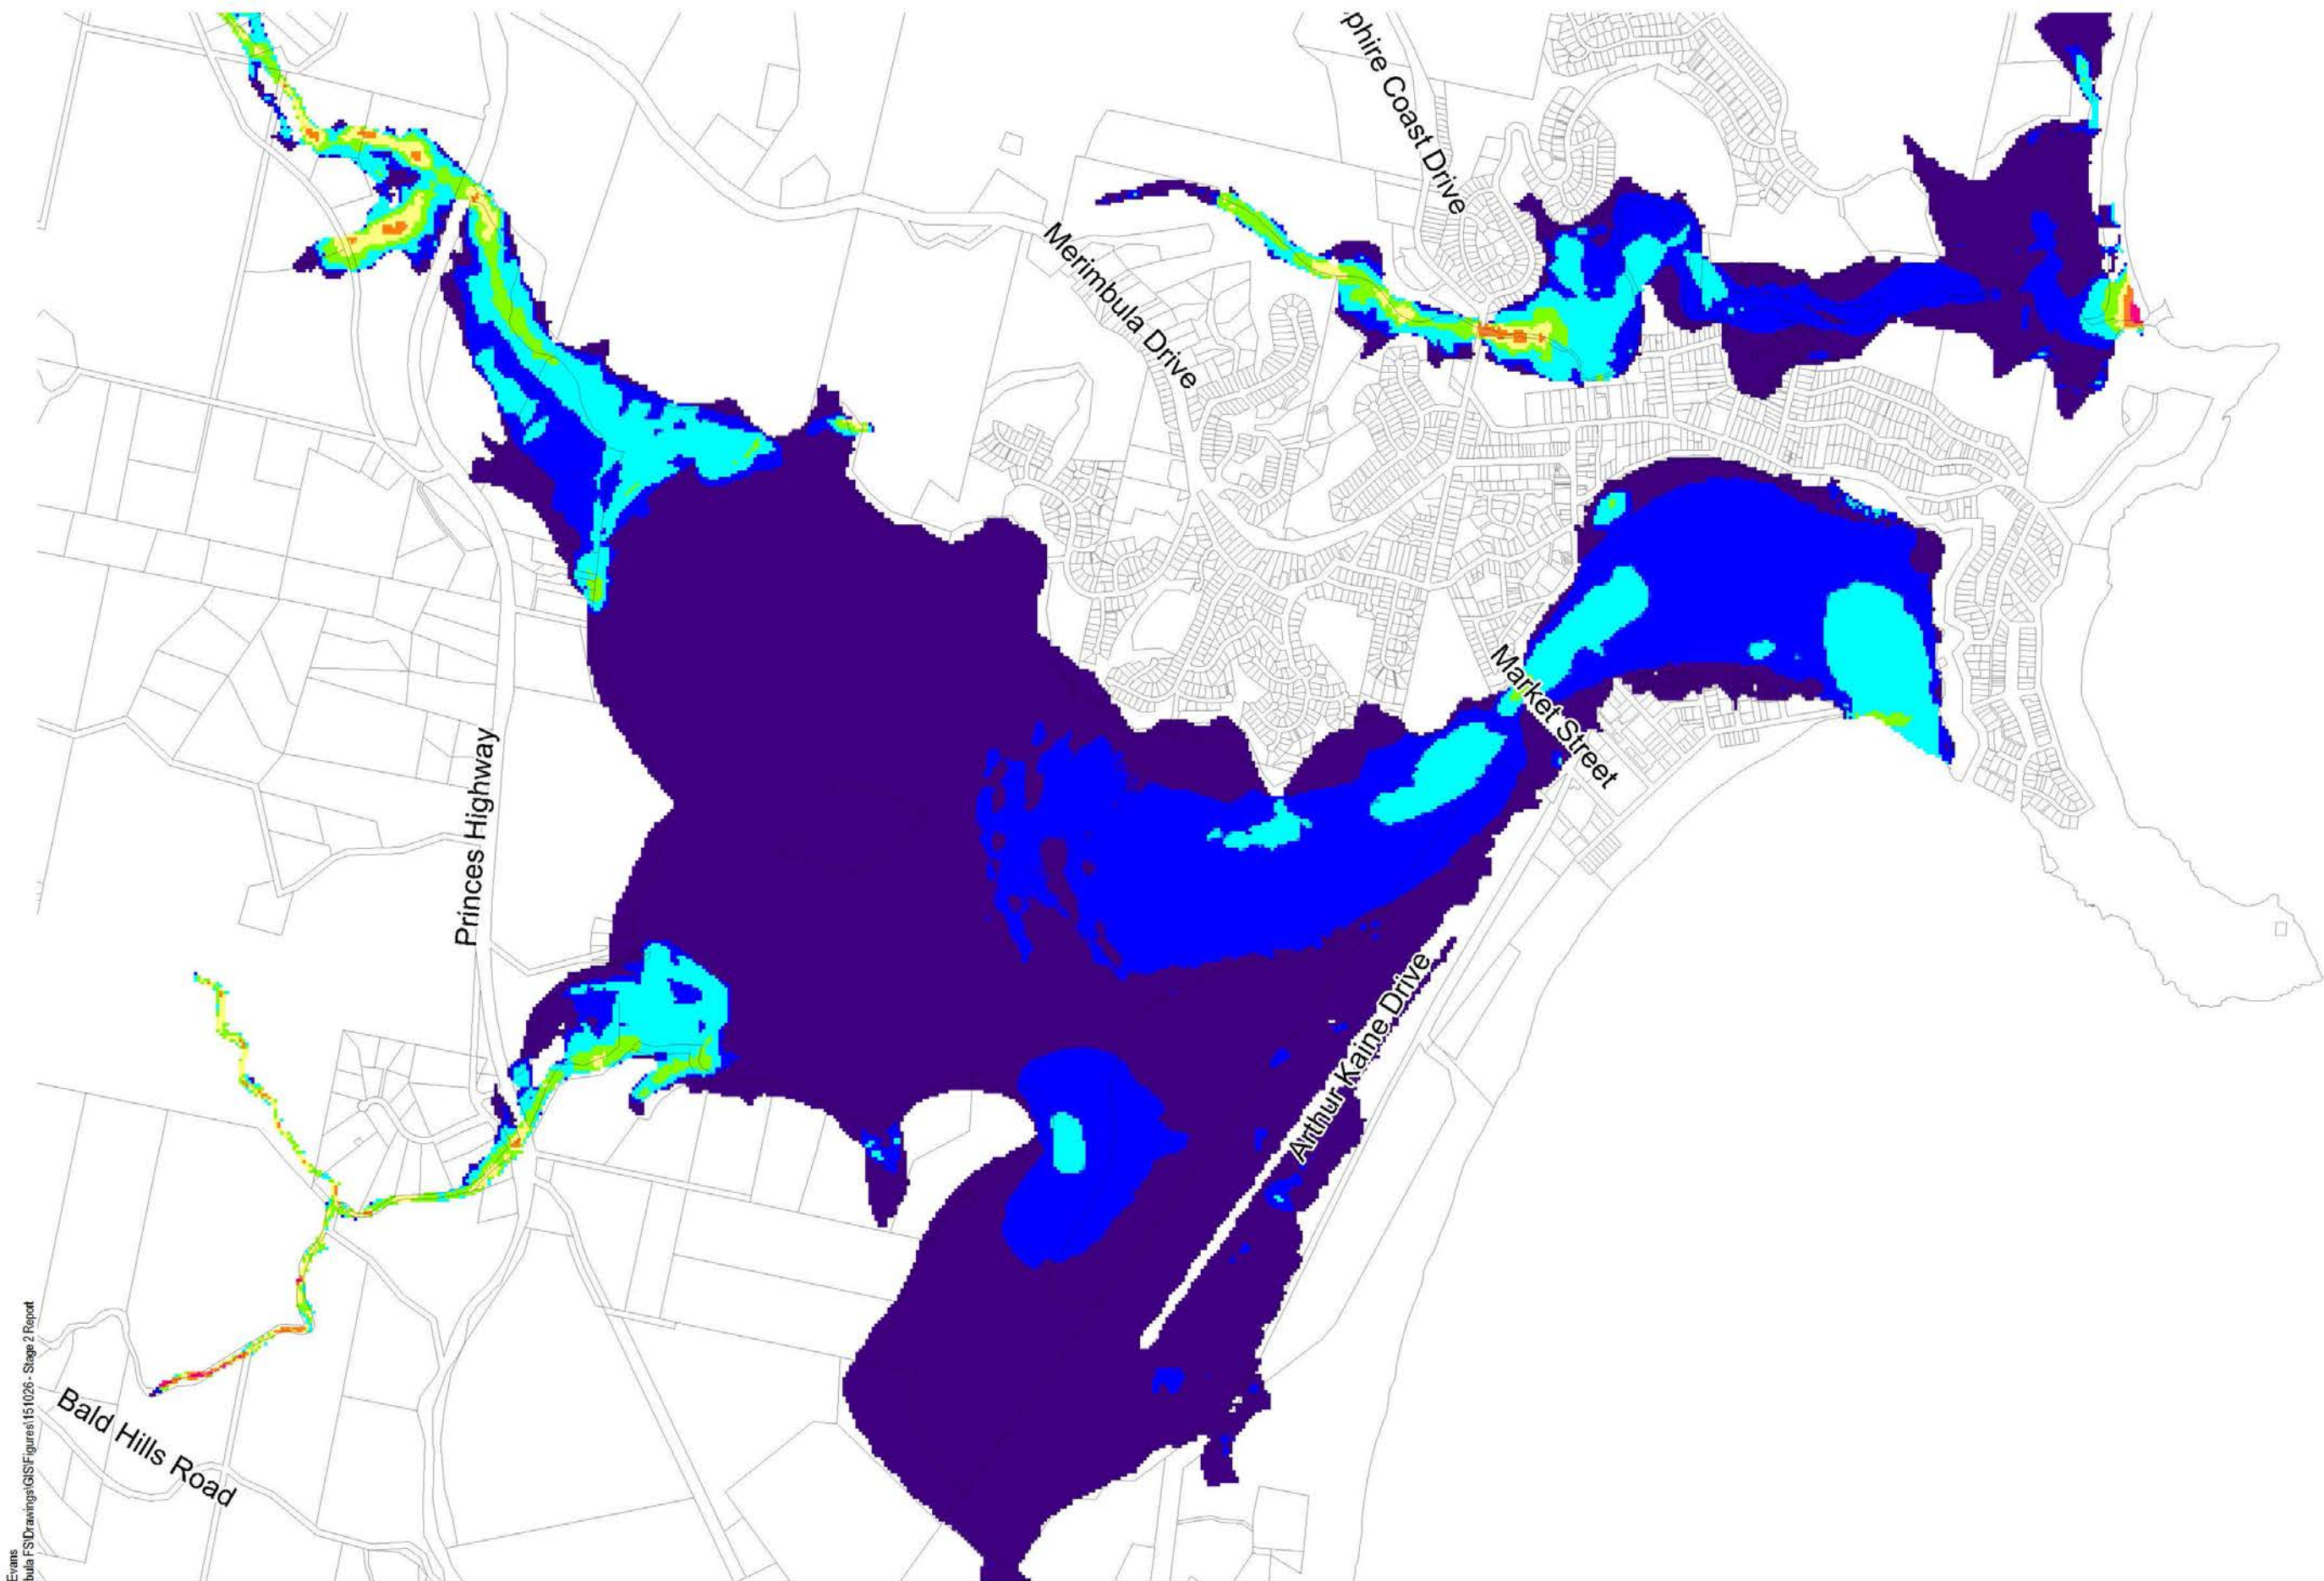 phire Coast Drive
Merimbula Drive
Market Street
Princes Highway
Arthur Kaine Drive
Bald Hills Road
Evans
bula FS\Drawings\GIS\Figures\151026 - Stage 2 Report